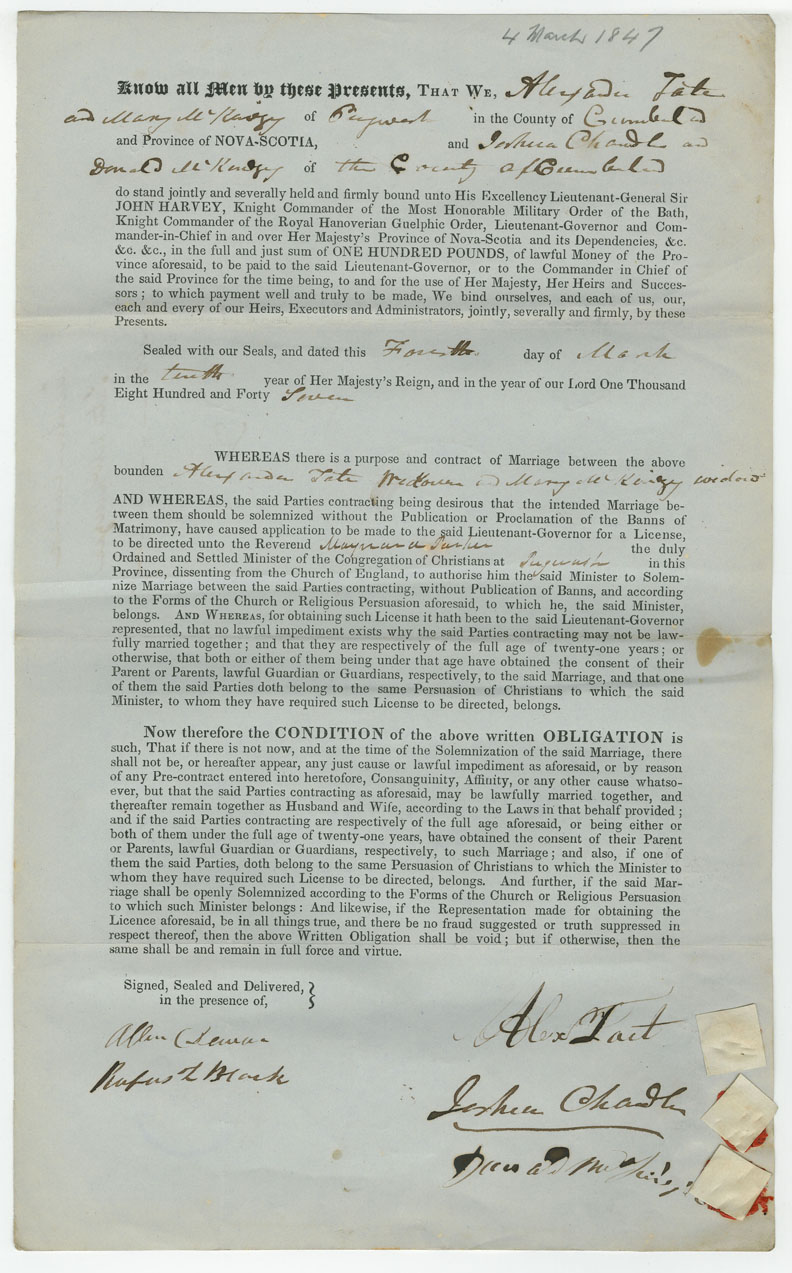 4 March 1847
Know all Men by these Presents, THAT WE, Alexander Tate
and Mary McKingy of Pugwash in the County of Cumberland
and Province of NOVA-SCOTIA, and Joshua Chandler and
Donald McKingy of the County of Cumberland
do stand jointly and severally held and firmly bound unto His Excellency Lieutenant-General Sir
JOHN HARVEY, Knight Commander of the Most Honorable Military Order of the Bath,
Knight Commander of the Royal Hanoverian Guelphic Order, Lieutenant-Governor and Com-
mander-in-Chief in and over Her Majesty's Province of Nova-Scotia and its Dependencies, &c.
&c. &c., in the full and just sum of ONE HUNDRED POUNDS, of lawful Money of the Pro-
vince aforesaid, to be paid to the said Lieutenant-Governor, or to the Commander in Chief of
the said Province for the time being, to and for the use of Her Majesty, Her Heirs and Succes-
sors; to which payment well and truly to be made, We bind ourselves, and each of us, our,
each and every of our Heirs, Executors and Administrators, jointly, severally and firmly, by these
Presents.
Sealed with our Seals, and dated this Fourth day of March
in the tenth year of Her Majesty's Reign, and in the year of our Lord One Thousand
Eight Hundred and Forty Seven
WHEREAS there is a purpose and contract of Marriage between the above
bounden Alexander Tate Widower and Mary McKingy widow
AND WHEREAS, the said Parties contracting being desirous that the intended Marriage be-
tween them should be solemnized without the Publication or Proclamation of the Banns of
Matrimony, have caused application to be made to the said Lieutenant-Governor for a License,
to be directed unto the Reverend Maynard Parker the duly
Ordained and Settled Minister of the Congregation of Christians at Pugwash in this
Province, dissenting from the Church of England, to authorise him the said Minister to Solem-
nize Marriage between the said Parties contracting, without Publication of Banns, and according
to the Forms of the Church or Religious Persuasion aforesaid, to which he, the said Minister,
belongs. AND WHEREAS, for obtaining such License it hath been to the said Lieutenant-Governor
represented, that no lawful impediment exists why the said Parties contracting may not be law-
fully married together; and that they are respectively of the full age of twenty-one years; or
otherwise, that both or either of them being under that age have obtained the consent of their
Parent or Parents, lawful Guardian or Guardians, respectively, to the said Marriage, and that one
of them the said Parties doth belong to the same Persuasion of Christians to which the said
Minister, to whom they have required such License to be directed, belongs.
Now therefore the CONDITION of the above written OBLIGATION is
such, That if there is not now, and at the time of the Solemnization of the said Marriage, there
shall not be, or hereafter appear, any just cause or lawful impediment as aforesaid, or by reason
of any Pre-contract entered into heretofore, Consanguinity, Affinity, or any other cause whatso-
ever, but that the said Parties contracting as aforesaid, may be lawfully married together, and
thereafter remain together as Husband and Wife, according to the Laws in that behalf provided;
and if the said Parties contracting are respectively of the full age aforesaid, or being either or
both of them under the full age of twenty-one years, have obtained the consent of their Parent
or Parents, lawful Guardian or Guardians, respectively, to such Marriage; and also, if one of
them the said Parties, doth belong to the same Persuasion of Christians to which the Minister to
whom they have required such License to be directed, belongs. And further, if the said Mar-
riage shall be openly Solemnized according to the Forms of the Church or Religious Persuasion
to which such Minister belongs: And likewise, if the Representation made for obtaining the
Licence aforesaid, be in all things true, and there be no fraud suggested or truth suppressed in
respect thereof, then the above Written Obligation shall be void; but if otherwise, then the
same shall be and remain in full force and virtue.
Signed, Sealed and Delivered,
in the presence of,
Alex Tait
Allen
Rufus Black
Joshua Chandler
Donald